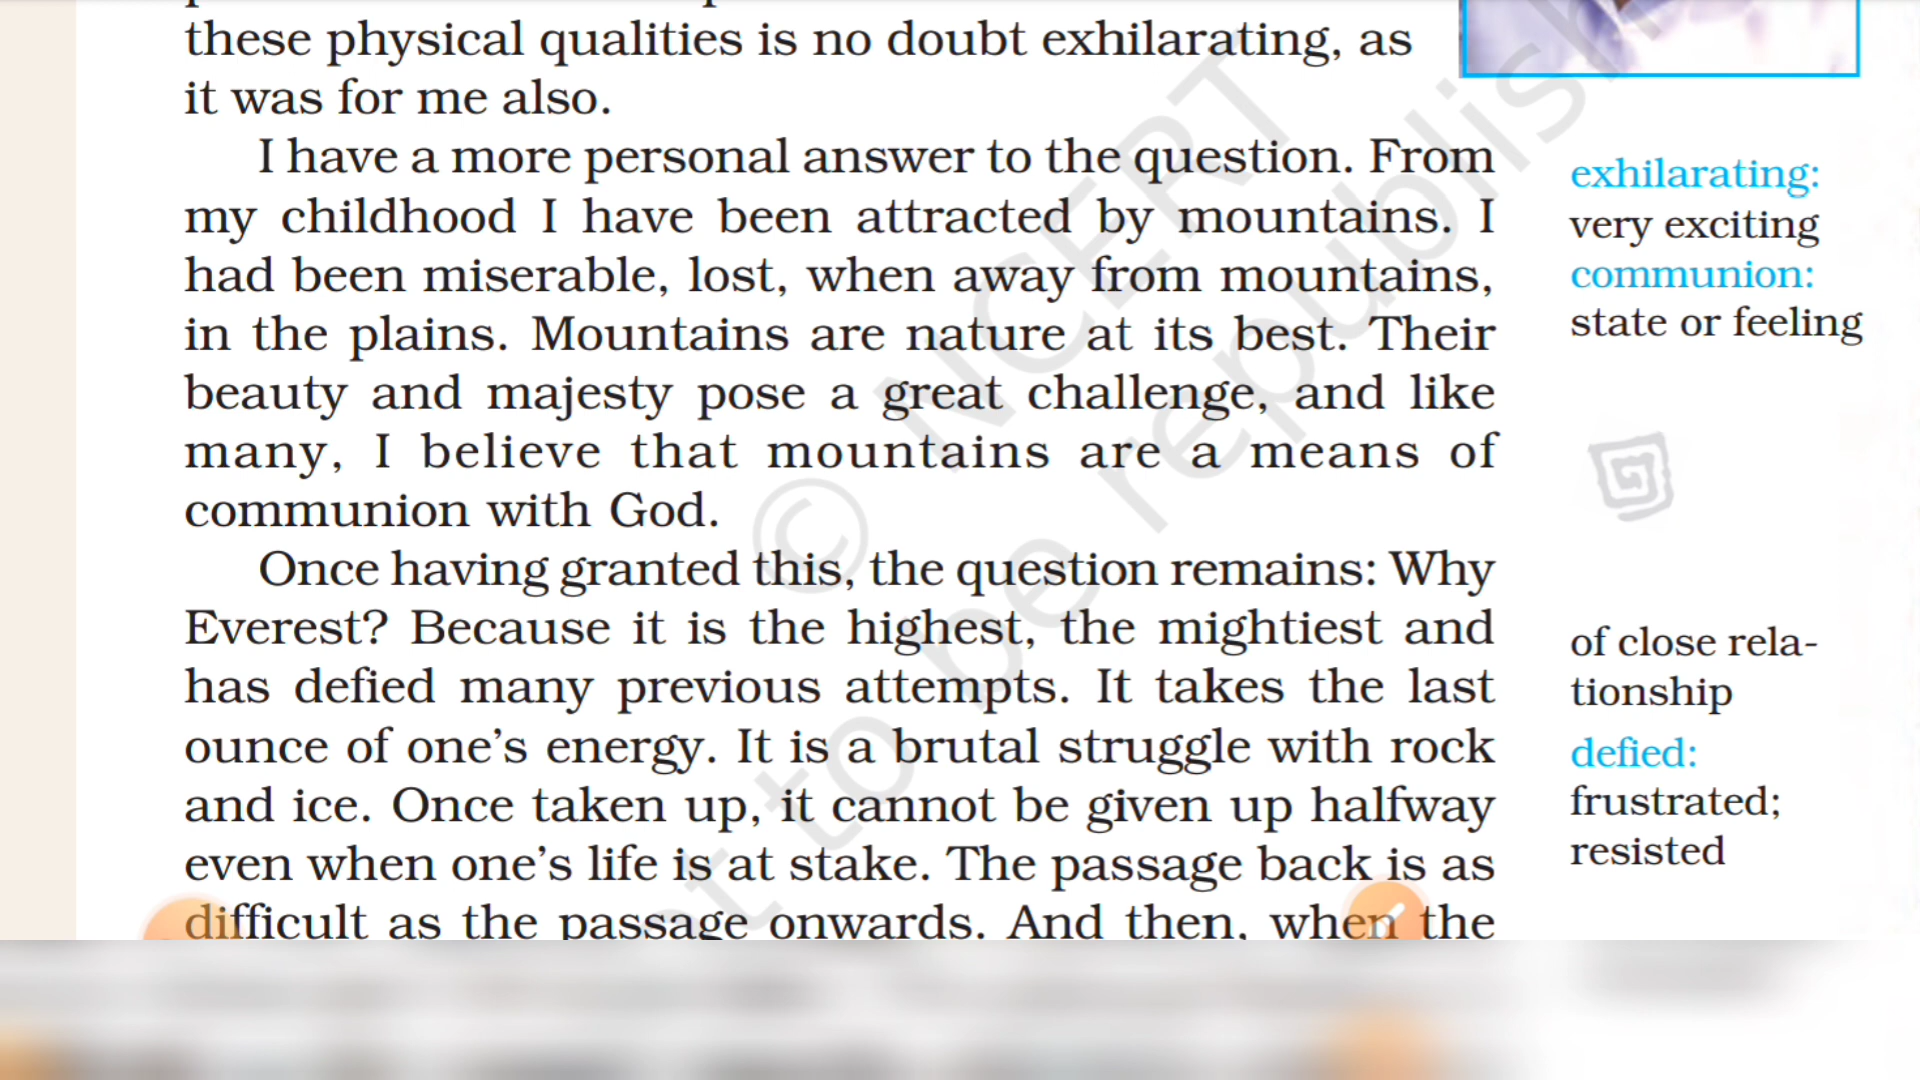 these physical qualities is no doubt exhilarating, as
it was for me also.
I have a more personal answer to the question. From
my childhood I have been attracted by mountains. I
had been miserable, lost, when away from mountains,
in the plains. Mountains are nature at its best. Their
beauty and majesty pose a great challenge, and like
many, I believe that mountains are a means of
communion with God.
Once having granted this, the question remains: Why
Everest? Because it is the highest, the mightiest and
has defied many previous attempts. It takes the last
ounce of one’s energy. It is a brutal struggle with rock
and ice. Once taken up, it cannot be given up halfway
even when one’s life is at stake. The passage back is as
difficult as the passage onwards. And then, when the
exhilarating:
very exciting
communion:
state or feeling
of close rela-
tionship
defied:
frustrated;
resisted
© NCERT
to be republish